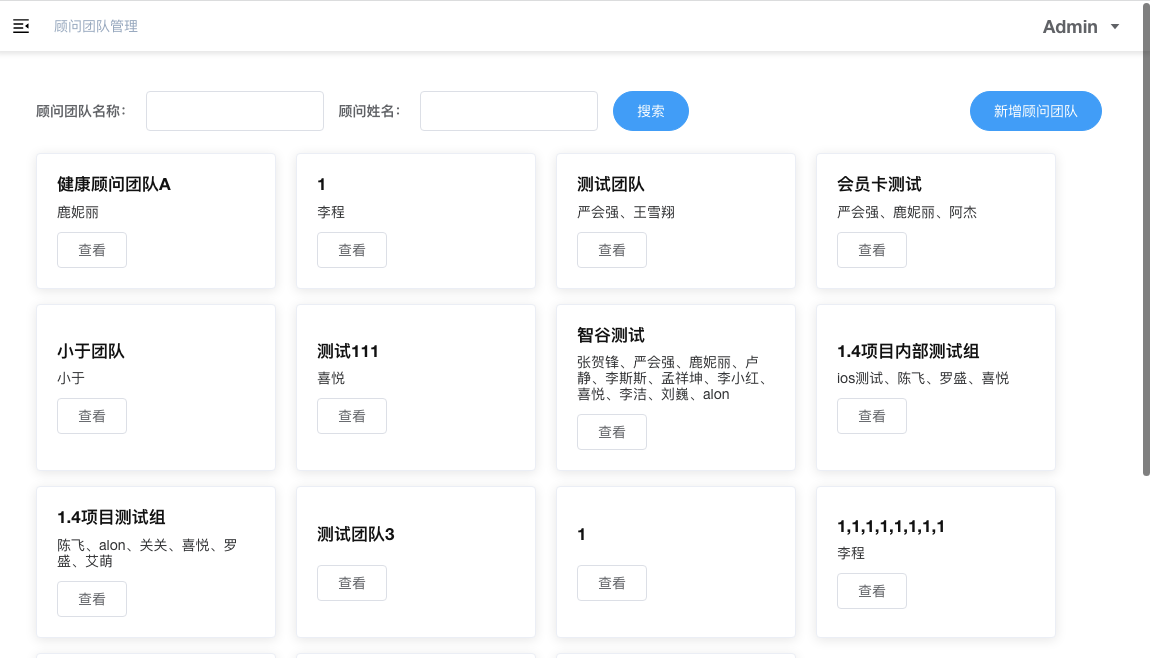 顾问团队管理
Admin
顾问团队名称：
顾问姓名：
搜索
新增顾问团队
健康顾问团队A
鹿妮丽
查看
1
李程
查看
测试团队
严会强、王雪翔
查看
会员卡测试
严会强、鹿妮丽、阿杰
查看
小于团队
小于
查看
测试111
喜悦
查看
智谷测试
张贺锋、严会强、鹿妮丽、卢
静、李斯斯、孟祥坤、李小红、
喜悦、李洁、刘巍、alon
查看
1.4项目内部测试组
ios测试、陈飞、罗盛、喜悦
查看
1.4项目测试组
陈飞、alon、关关、喜悦、罗
盛、艾萌
查看
测试团队3
查看
1
查看
1,1,1,1,1,1,1,1
李程
查看